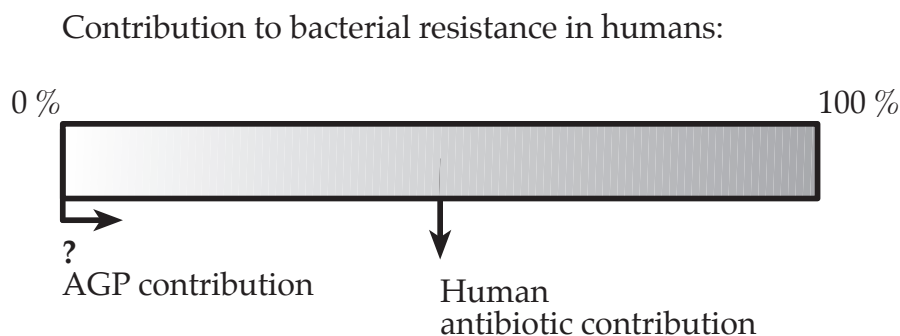 Contribution to bacterial resistance in humans:
0 %
100 %
?
AGP contribution
Human
antibiotic contribution